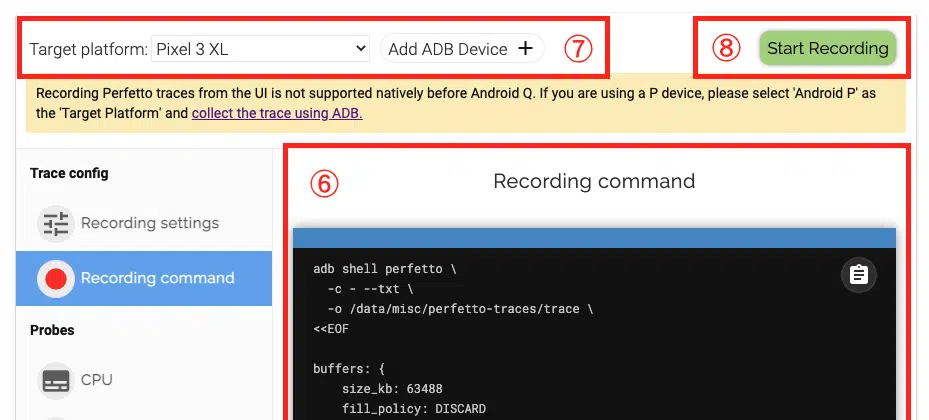 Target platform: Pixel 3 XL Add ADB Device + ⑦ ⑧ Start Recording
Recording Perfetto traces from the UI is not supported natively before Android Q. If you are using a P device, please select 'Android P' as
the 'Target Platform' and collect the trace using ADB.
Trace config
⑥ Recording command
Recording settings
Recording command
adb shell perfetto \
-c - --txt \
-o /data/misc/perfetto-traces/trace \
<<EOF
Probes
buffers: {
CPU
size_kb: 63488
fill_policy: DISCARD